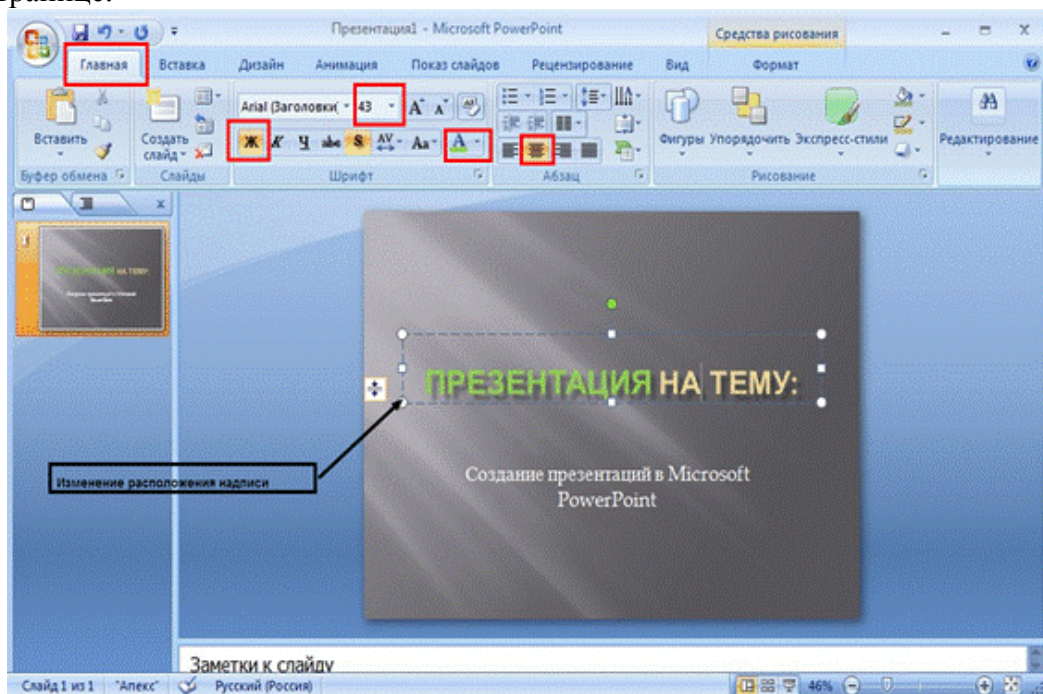 Презентация1 - Microsoft PowerPoint
Средства рисования
Главная Вставка Дизайн Анимация Показ слайдов Рецензирование Вид Формат
Arial (Заголовки( 43
Вставить Создать слайд Ж К Ч abe S AV Aa A Фигуры Упорядочить Экспресс-стили Редактирование
Буфер обмена Слайды Шрифт Абзац Рисование
1
ПРЕЗЕНТАЦИЯ НА ТЕМУ:
Создание презентаций в Microsoft
PowerPoint
Изменение расположения надписи
Заметки к слайду
Слайд 1 из 1 "Апекс" Русский (Россия) 46%